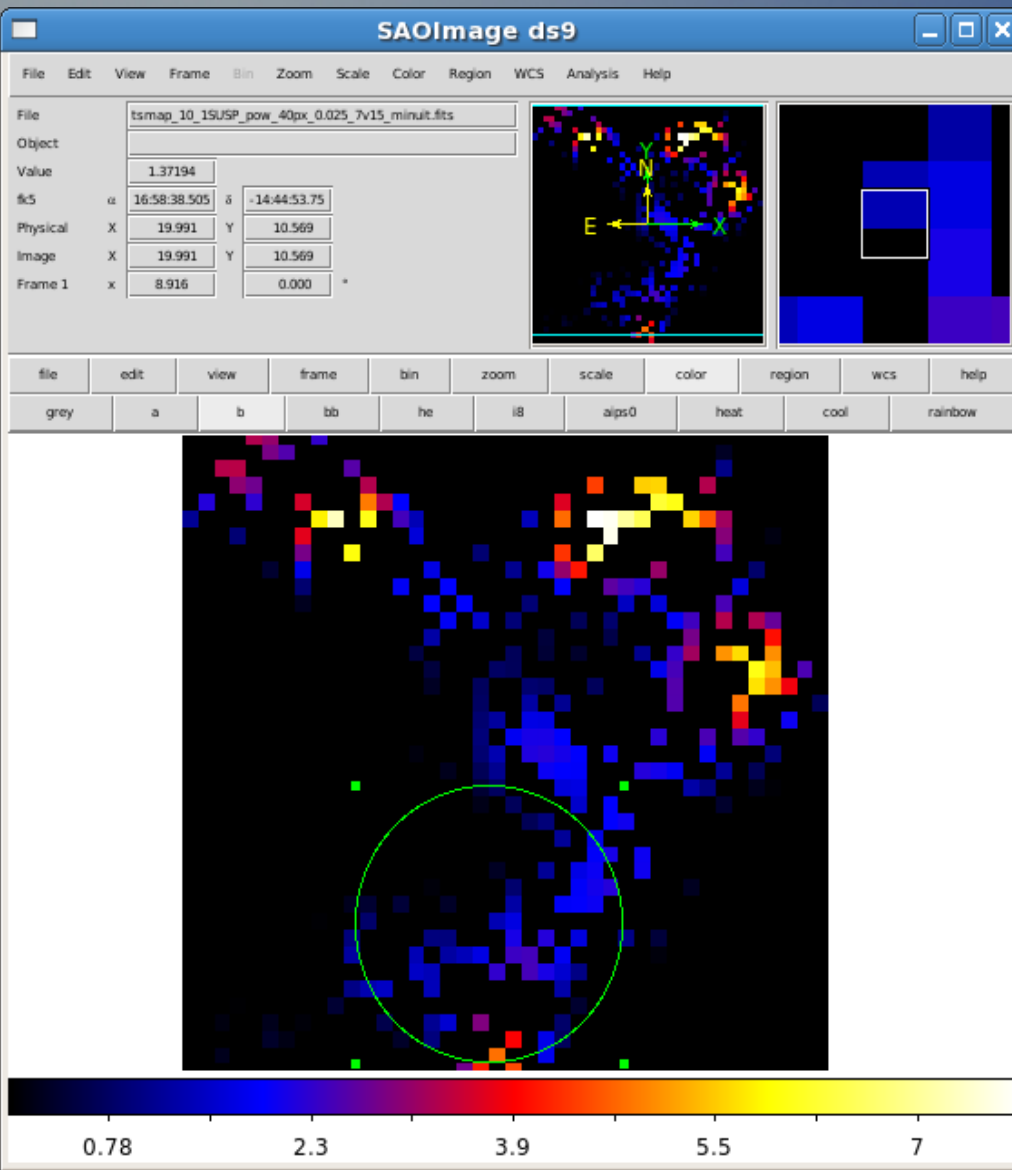 SAOImage ds9
File Edit View Frame Bin Zoom Scale Color Region WCS Analysis Help
File tsmap_10_1SUSP_pow_40px_0.025_7v15_minuit.fits
Object
Value 1.37194
fk5 α 16:58:38.505 δ -14:44:53.75
Physical X 19.991 Y 10.569
Image X 19.991 Y 10.569
Frame 1 x 8.916 0.000 °
Y
N
E X
file edit view frame bin zoom scale color region wcs help
grey a b bb he i8 aips0 heat cool rainbow
0.78 2.3 3.9 5.5 7